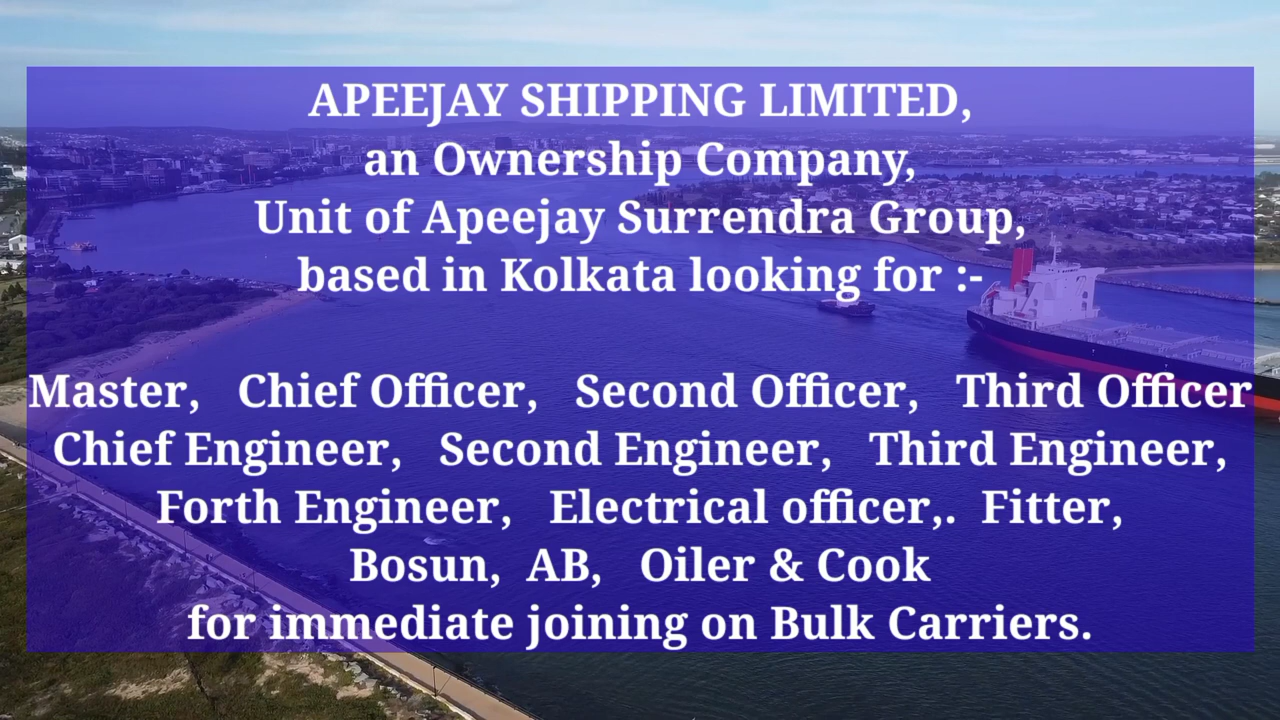 APEEJAY SHIPPING LIMITED,
an Ownership Company,
Unit of Apeejay Surrendra Group,
based in Kolkata looking for :-
Master, Chief Officer, Second Officer, Third Officer
Chief Engineer, Second Engineer, Third Engineer,
Forth Engineer, Electrical officer,. Fitter,
Bosun, AB, Oiler & Cook
for immediate joining on Bulk Carriers.